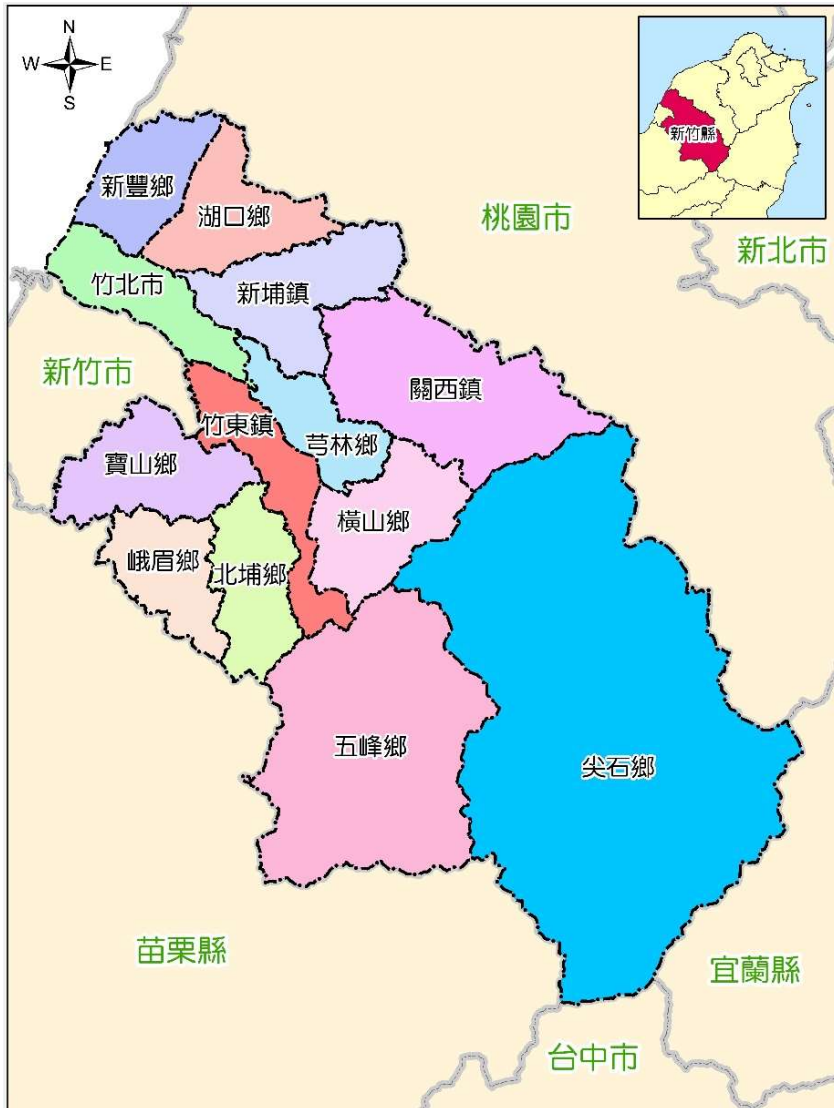 N
W
E
S
新竹縣
新豐鄉
湖口鄉
桃園市
新北市
竹北市
新埔鎮
新竹市
關西鎮
竹東鎮
芎林鄉
寶山鄉
橫山鄉
峨眉鄉
北埔鄉
五峰鄉
尖石鄉
苗栗縣
宜蘭縣
台中市